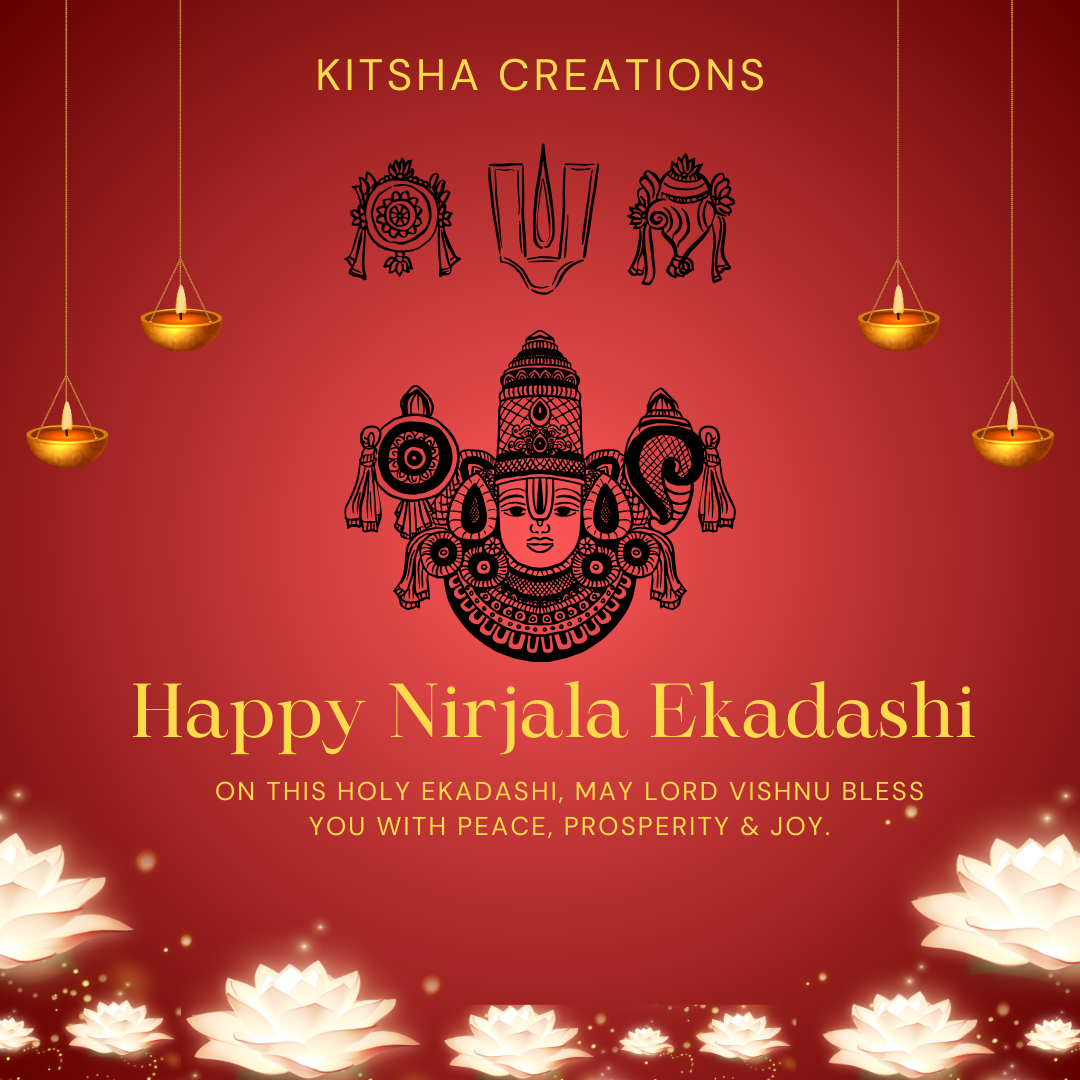 KITSHA CREATIONS
Happy Nirjala Ekadashi
ON THIS HOLY EKADASHI, MAY LORD VISHNU BLESS
YOU WITH PEACE, PROSPERITY & JOY.